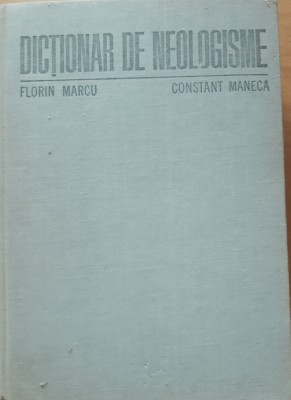 DICȚIONAR DE NEOLOGISME
FLORIN MARCU CONSTANT MANECA